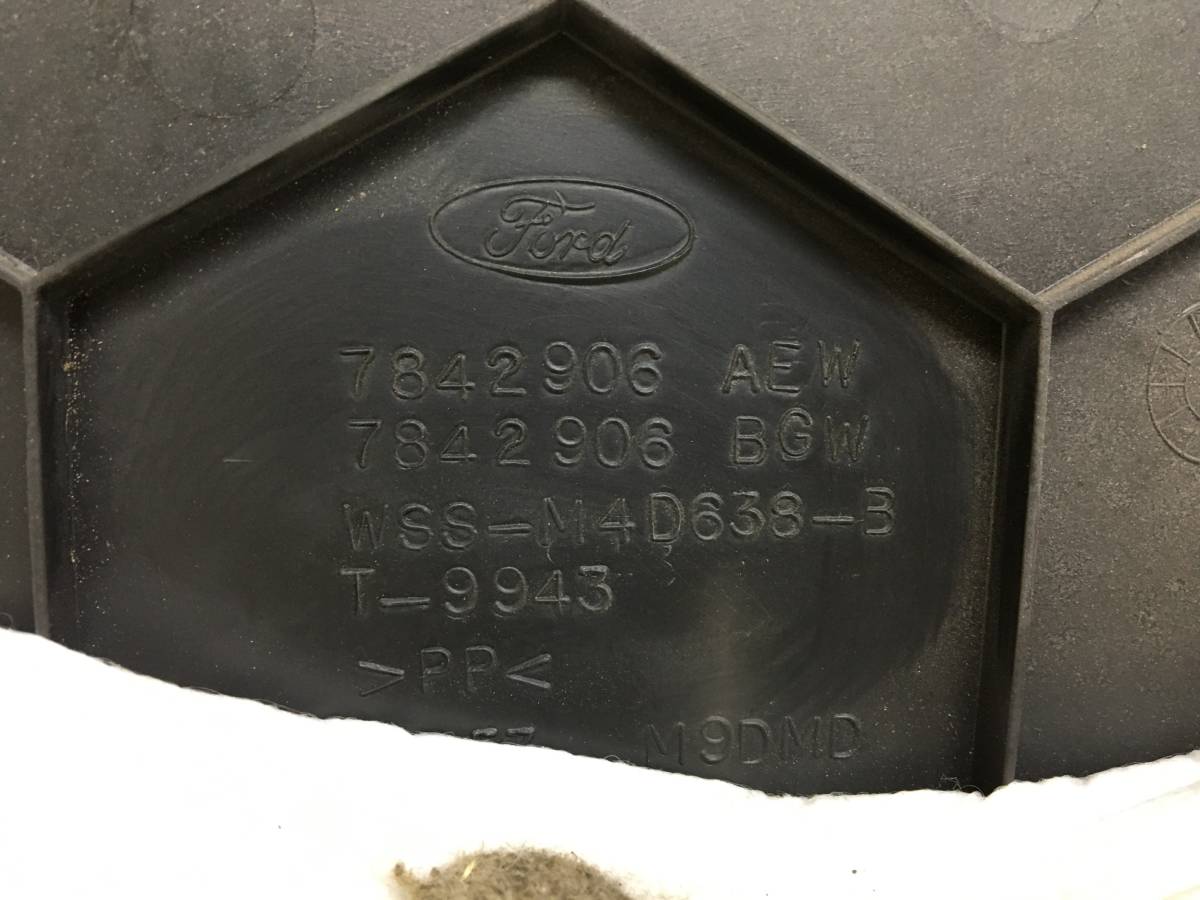 Ford
7842906 AEW
7842906 BGW
WSS-M4D638-B
T-9943
>PP<
M9DMD